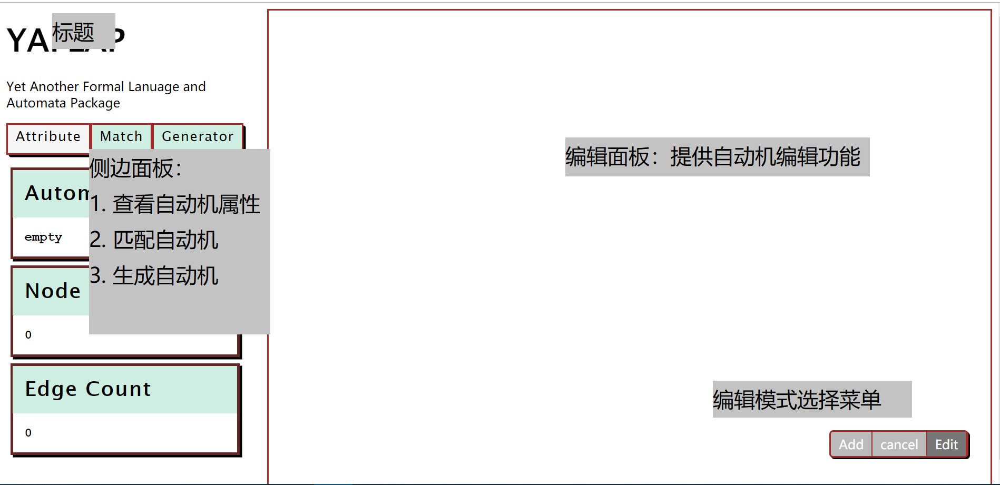 标题
Yet Another Formal Lanuage and
Automata Package
Attribute
Match
Generator
侧边面板：
1. 查看自动机属性
2. 匹配自动机
3. 生成自动机
empty
Node
0
Edge Count
0
编辑面板：提供自动机编辑功能
编辑模式选择菜单
Add
cancel
Edit